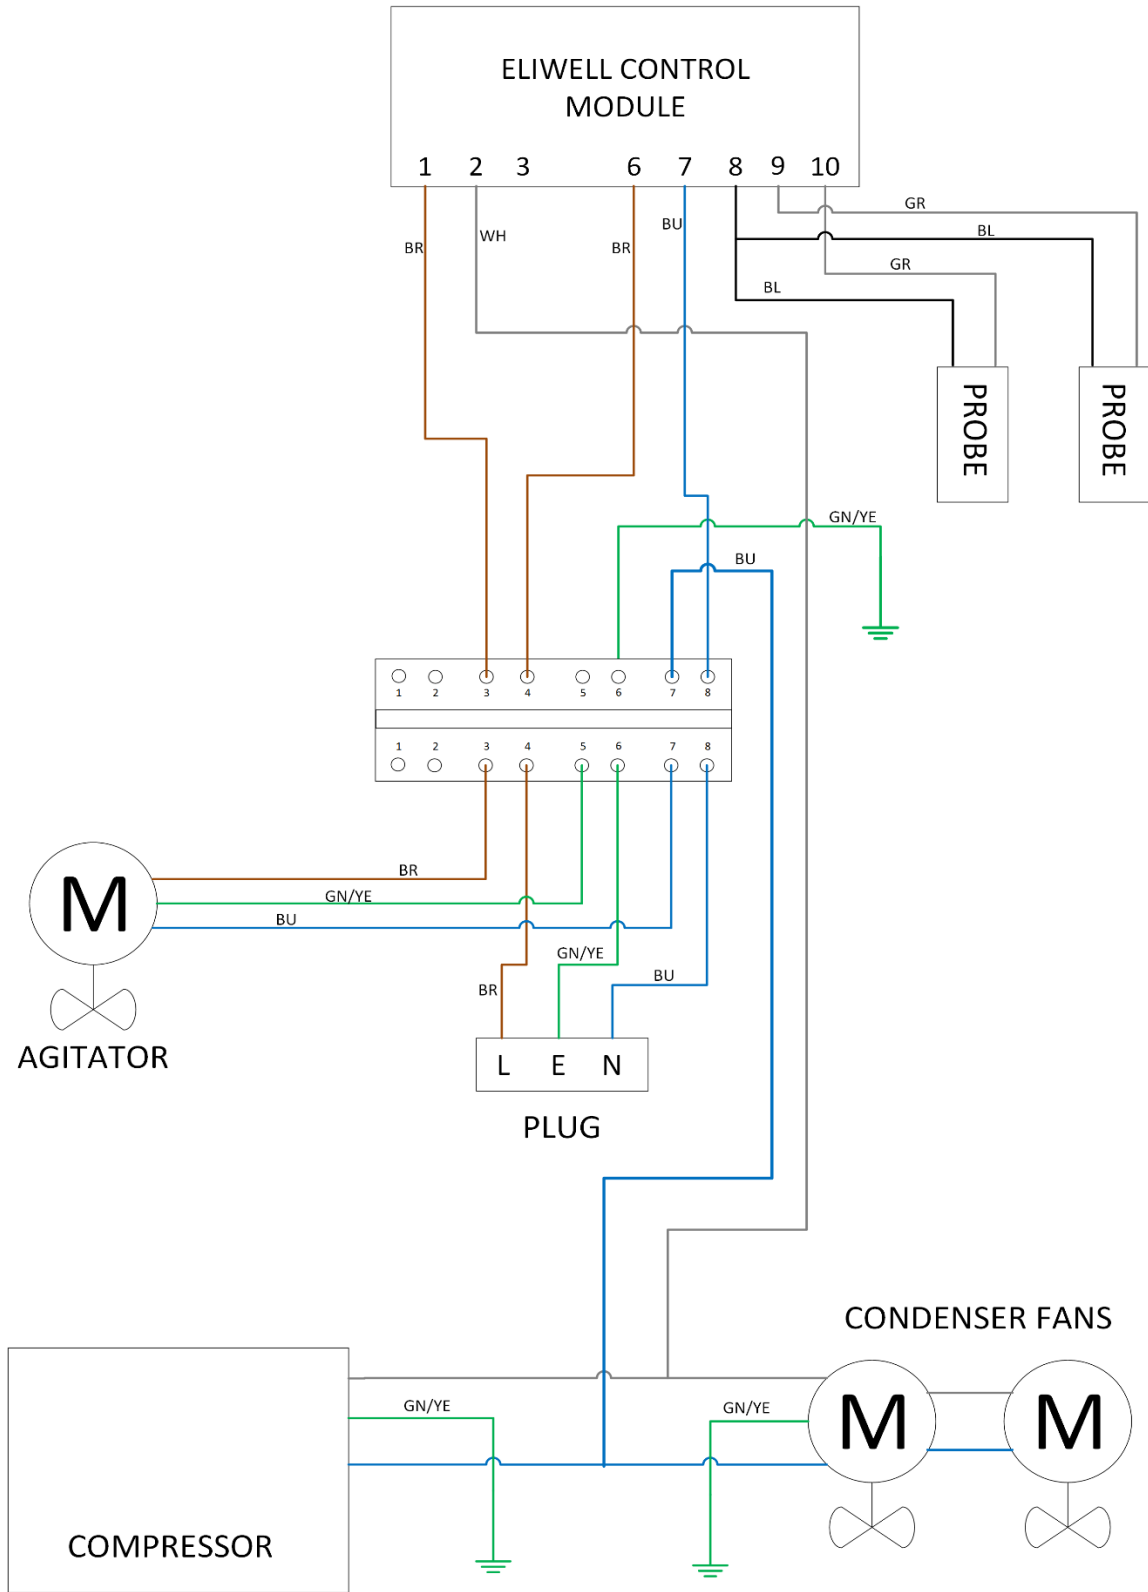 ELIWELL CONTROL
MODULE
1 2 3 6 7 8 9 10
GR
BU
BL
WH
BR
BR
GR
BL
PROBE
PROBE
GN/YE
BU
1 2 3 4 5 6 7 8
1 2 3 4 5 6 7 8
BR
M
GN/YE
BU
GN/YE
BU
BR
AGITATOR
L E N
PLUG
CONDENSER FANS
GN/YE
GN/YE
M
M
COMPRESSOR